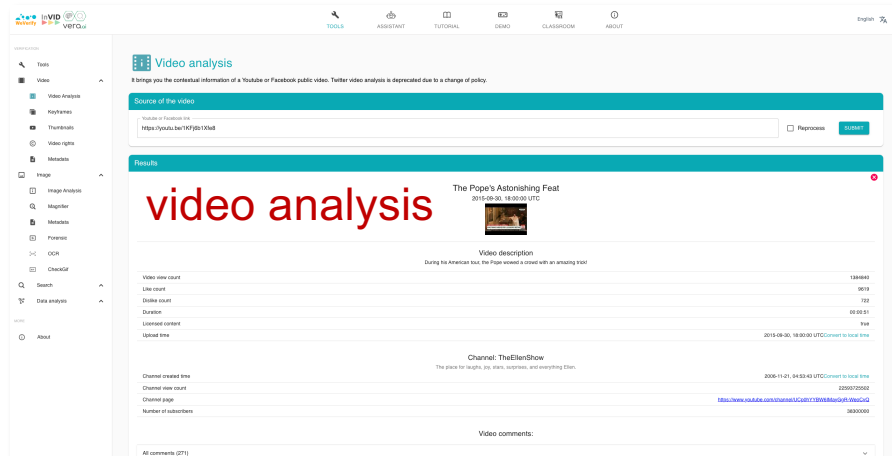 WeVerify InVID vera.ai
TOOLS ASSISTANT TUTORIAL DEMO CLASSROOM ABOUT
English
VERIFICATION
Tools
Video
Video Analysis
Keyframes
Thumbnails
Video rights
Metadata
Image
Image Analysis
Magnifier
Metadata
Forensic
OCR
CheckGif
Search
Data analysis
MORE
About
Video analysis
It brings you the contextual information of a Youtube or Facebook public video. Twitter video analysis is deprecated due to a change of policy.
Source of the video
Youtube or Facebook link
Reprocess
SUBMIT
Results
video analysis
The Pope's Astonishing Feat
2015-09-30, 18:00:00 UTC
Video description
During his American tour, the Pope wowed a crowd with an amazing trick!
Video view count 1384840
Like count 9619
Dislike count 722
Duration 00:00:51
Licensed content true
Upload time 2015-09-30, 18:00:00 UTC Convert to local time
Channel: TheEllenShow
The place for laughs, joy, stars, surprises, and everything Ellen.
Channel created time 2006-11-21, 04:53:43 UTC Convert to local time
Channel view count 22593725502
Channel page
Number of subscribers 38300000
Video comments:
All comments (271)